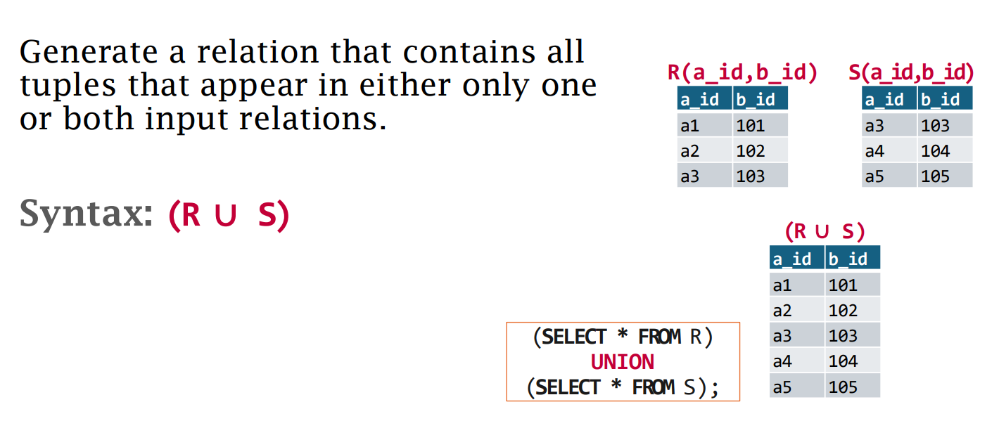 Generate a relation that contains all
tuples that appear in either only one
or both input relations.
Syntax: (R ∪ S)
R(a_id,b_id)
a_id b_id
a1 101
a2 102
a3 103
S(a_id,b_id)
a_id b_id
a3 103
a4 104
a5 105
(R ∪ S)
a_id b_id
a1 101
a2 102
a3 103
a4 104
a5 105
(SELECT * FROM R)
UNION
(SELECT * FROM S);